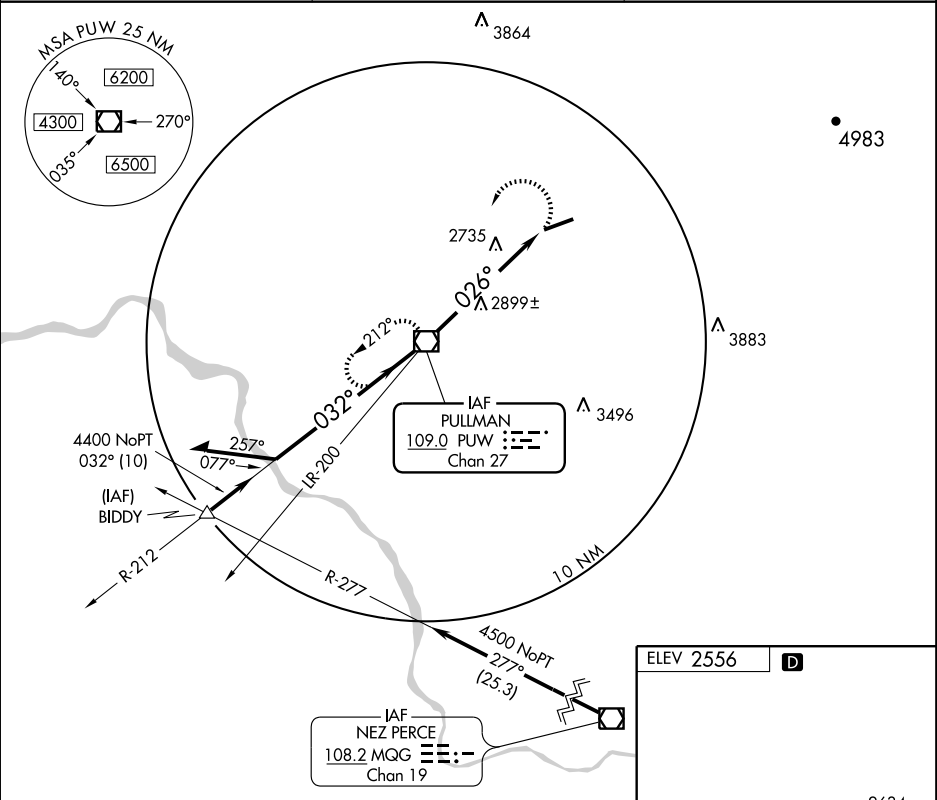 MSA PUW 25 NM
140°
6200
4300
270°
035°
6500
3864
4983
2735
026°
2899±
212°
3883
032°
IAF
PULLMAN
109.0 PUW
Chan 27
3496
4400 NoPT
032° (10)
257°
077°
LR-200
(IAF)
BIDDY
R-212
R-277
10 NM
4500 NoPT
277°
(25.3)
ELEV 2556
D
IAF
NEZ PERCE
108.2 MQG
Chan 19